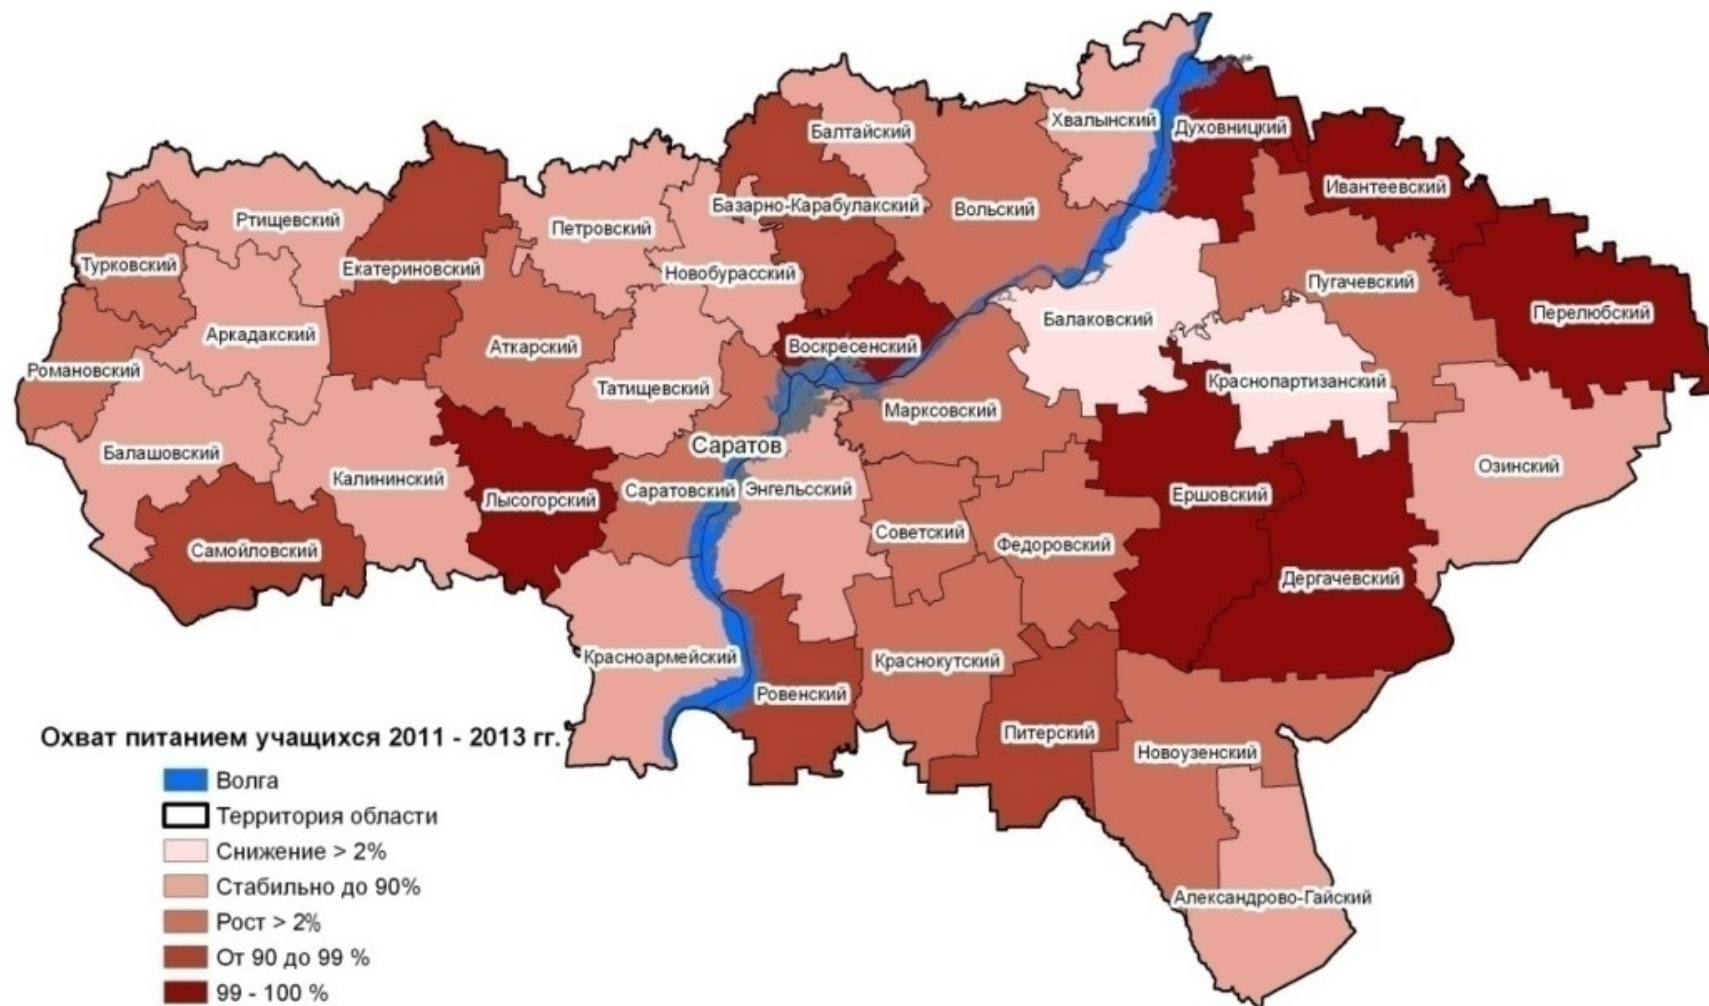 Хвалынский
Духовницкий
Балтайский
Ивантеевский
Базарно-Карабулакский
Вольский
Ртищевский
Петровский
Турковский
Екатериновский
Новобурасский
Пугачевский
Перелюбский
Балаковский
Аркадакский
Аткарский
Воскресенский
Романовский
Татищевский
Краснопартизанский
Марксовский
Саратов
Балашовский
Калининский
Озинский
Саратовский
Энгельсский
Ершовский
Лысогорский
Советский
Федоровский
Самойловский
Дергачевский
Красноармейский
Краснокутский
Ровенский
Питерский
Новоузенский
Александрово-Гайский
Охват питанием учащихся 2011 - 2013 гг.
Волга
Территория области
Снижение > 2%
Стабильно до 90%
Рост > 2%
От 90 до 99 %
99 - 100 %